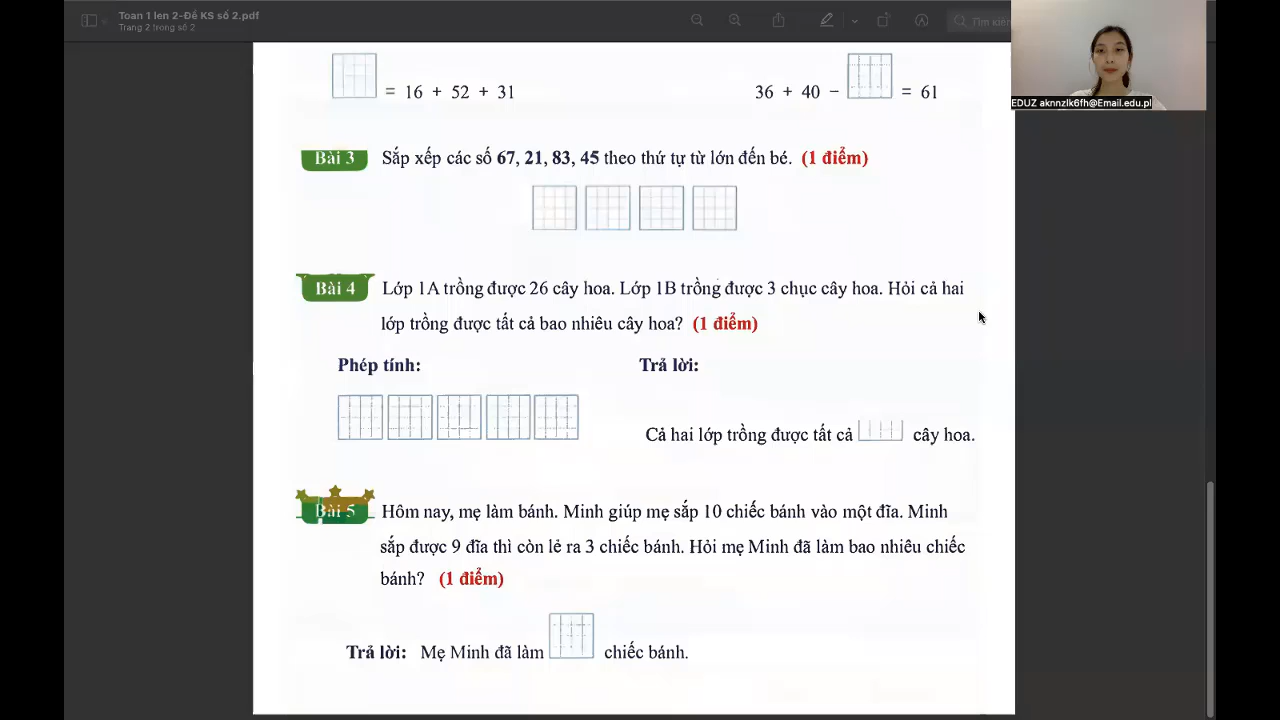 Toan 1 len 2-Đề KS số 2.pdf
Trang 2 trong số 2
Tìm kiếm
EDUZ aknnzlk6fh@Email.edu.pl
= 16 + 52 + 31
36 + 40 − = 61
Bài 3 Sắp xếp các số 67, 21, 83, 45 theo thứ tự từ lớn đến bé. (1 điểm)
Bài 4 Lớp 1A trồng được 26 cây hoa. Lớp 1B trồng được 3 chục cây hoa. Hỏi cả hai
lớp trồng được tất cả bao nhiêu cây hoa? (1 điểm)
Phép tính: Trả lời:
Cả hai lớp trồng được tất cả cây hoa.
Bài 5 Hôm nay, mẹ làm bánh. Minh giúp mẹ sắp 10 chiếc bánh vào một đĩa. Minh
sắp được 9 đĩa thì còn lẻ ra 3 chiếc bánh. Hỏi mẹ Minh đã làm bao nhiêu chiếc
bánh? (1 điểm)
Trả lời: Mẹ Minh đã làm chiếc bánh.